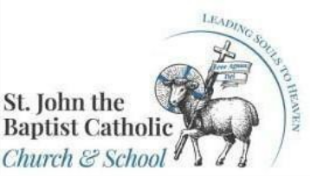 LEADING SOULS TO HEAVEN
Ecce Agnus
Dei
St. John the
Baptist Catholic
Church & School